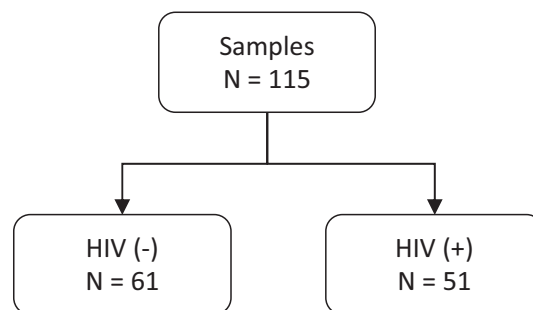 Samples
N = 115
HIV (-)
N = 61
HIV (+)
N = 51